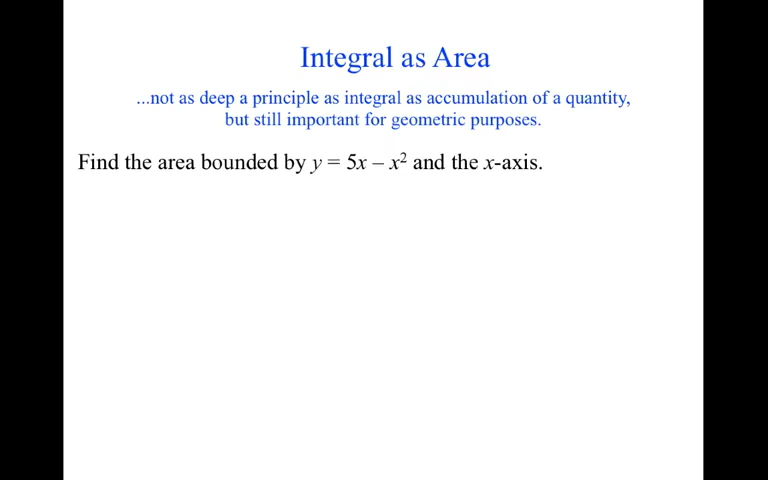 Integral as Area
...not as deep a principle as integral as accumulation of a quantity,
but still important for geometric purposes.
Find the area bounded by y = 5x – x² and the x-axis.